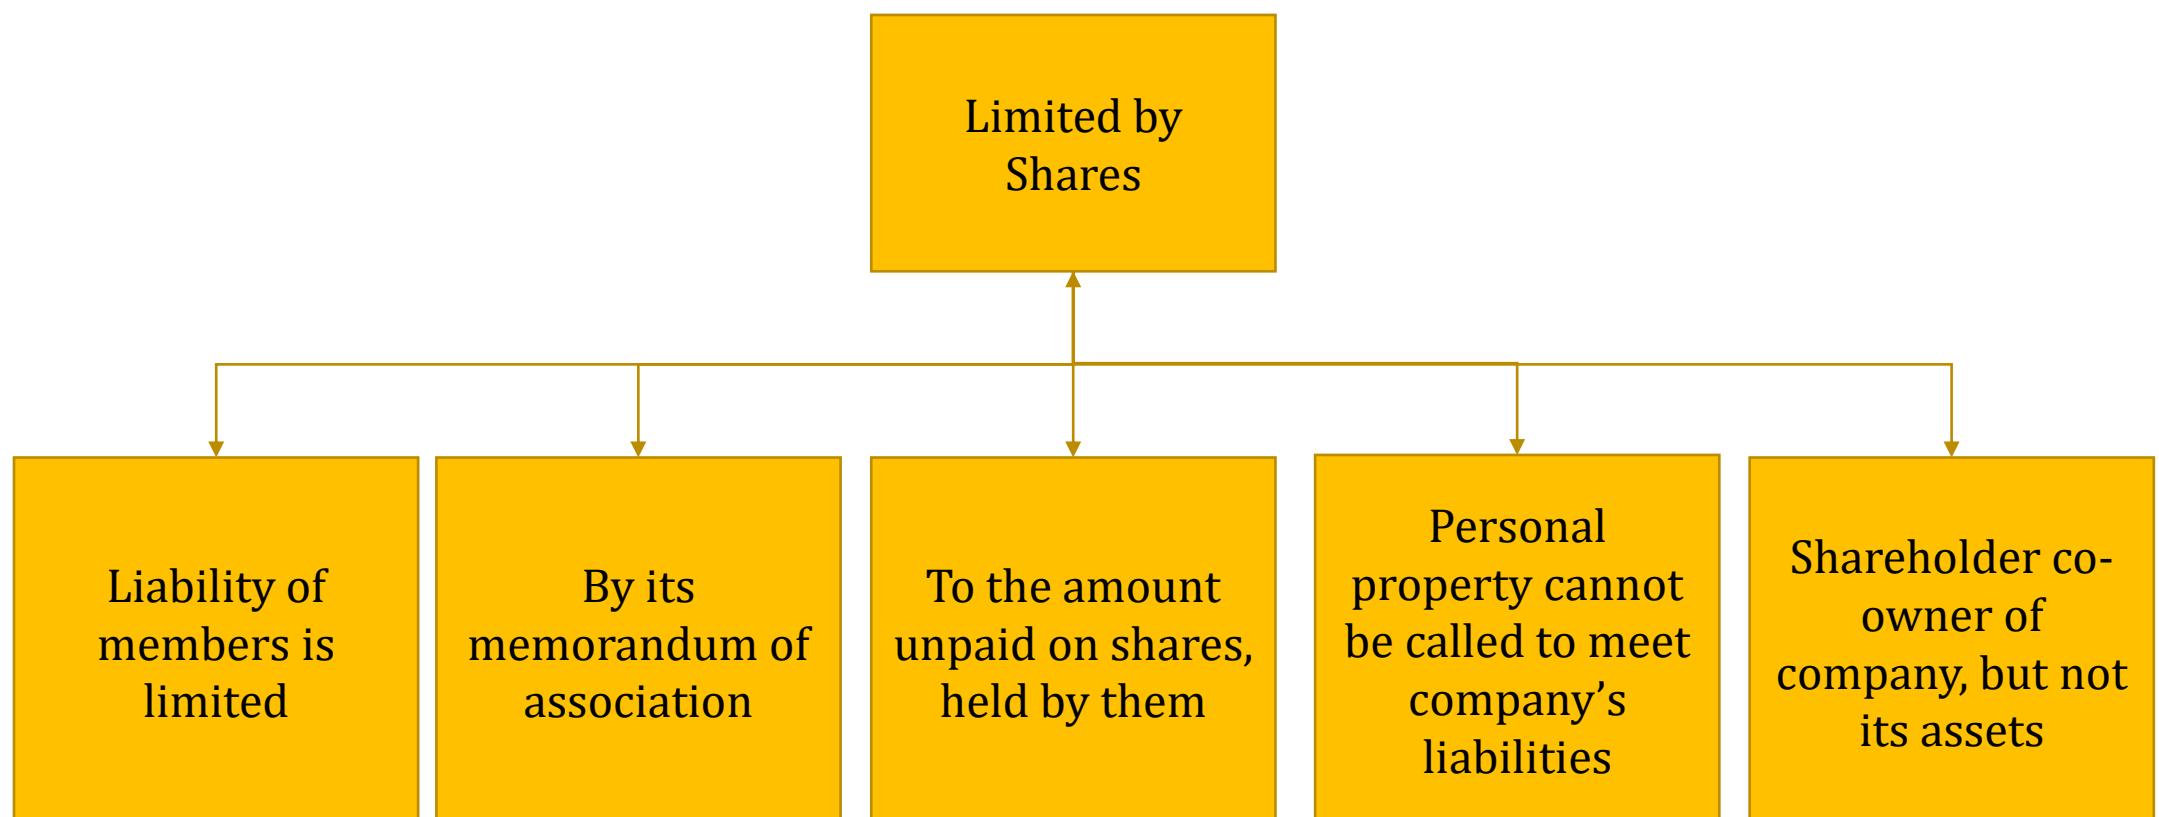 Limited by
Shares
Liability of
members is
limited
By its
memorandum of
association
To the amount
unpaid on shares,
held by them
Personal
property cannot
be called to meet
company’s
liabilities
Shareholder co-
owner of
company, but not
its assets